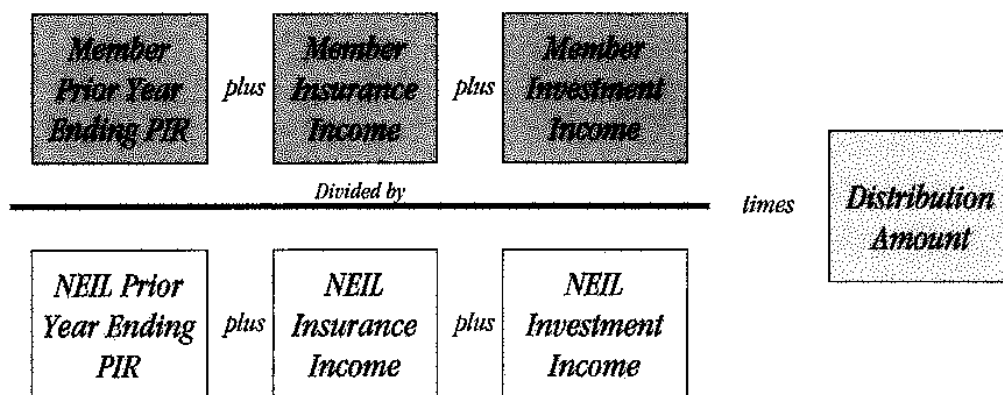 Member
Prior Year
Ending PIR
plus
Member
Insurance
Income
plus
Member
Investment
Income
Divided by
times
Distribution
Amount
NEIL Prior
Year Ending
PIR
plus
NEIL
Insurance
Income
plus
NEIL
Investment
Income